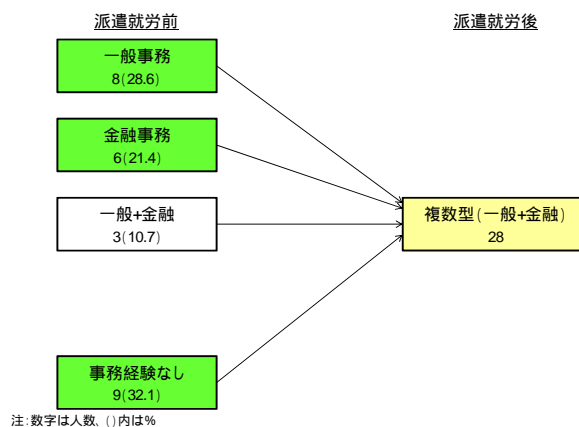 派遣就労前
派遣就労後
一般事務
8(28.6)
金融事務
6(21.4)
一般+金融
3(10.7)
複数型(一般+金融)
28
事務経験なし
9(32.1)
注:数字は人数、()内は%